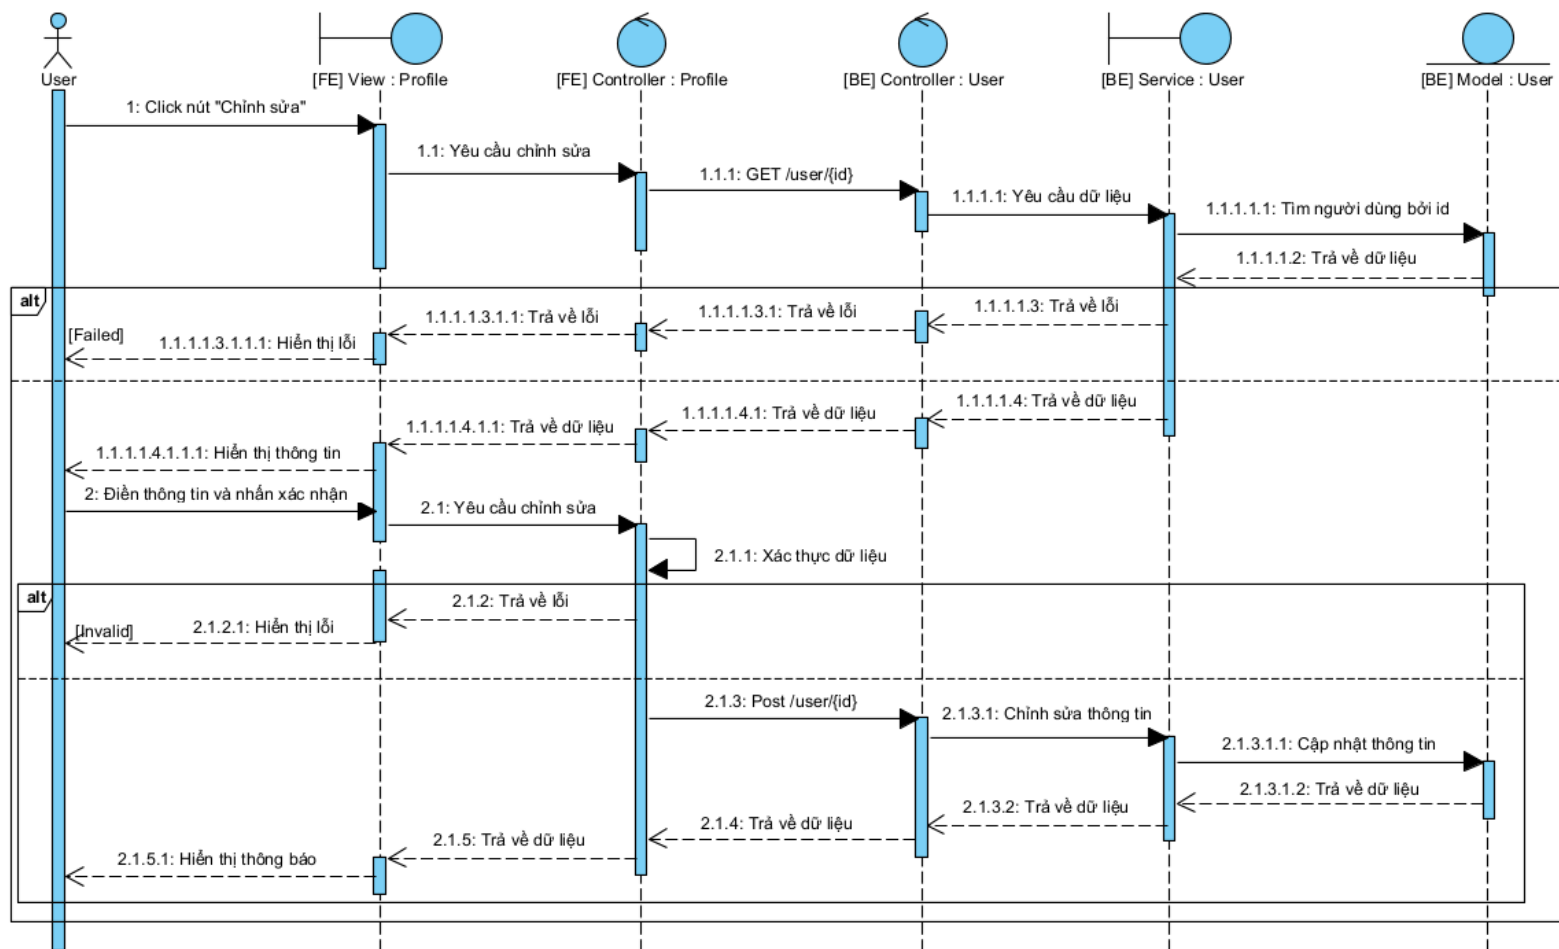 User
[FE] View : Profile
[FE] Controller : Profile
[BE] Controller : User
[BE] Service : User
[BE] Model : User
1: Click nút "Chỉnh sửa"
1.1: Yêu cầu chỉnh sửa
1.1.1: GET /user/{id}
1.1.1.1: Yêu cầu dữ liệu
1.1.1.1.1: Tìm người dùng bởi id
1.1.1.1.2: Trả về dữ liệu
alt
[Failed]
1.1.1.1.3: Trả về lỗi
1.1.1.1.3.1: Trả về lỗi
1.1.1.1.3.1.1: Trả về lỗi
1.1.1.1.3.1.1.1: Hiển thị lỗi
1.1.1.1.4: Trả về dữ liệu
1.1.1.1.4.1: Trả về dữ liệu
1.1.1.1.4.1.1: Trả về dữ liệu
1.1.1.1.4.1.1.1: Hiển thị thông tin
2: Điền thông tin và nhấn xác nhận
2.1: Yêu cầu chỉnh sửa
2.1.1: Xác thực dữ liệu
alt
[Invalid]
2.1.2: Trả về lỗi
2.1.2.1: Hiển thị lỗi
2.1.3: Post /user/{id}
2.1.3.1: Chỉnh sửa thông tin
2.1.3.1.1: Cập nhật thông tin
2.1.3.1.2: Trả về dữ liệu
2.1.3.2: Trả về dữ liệu
2.1.4: Trả về dữ liệu
2.1.5: Trả về dữ liệu
2.1.5.1: Hiển thị thông báo